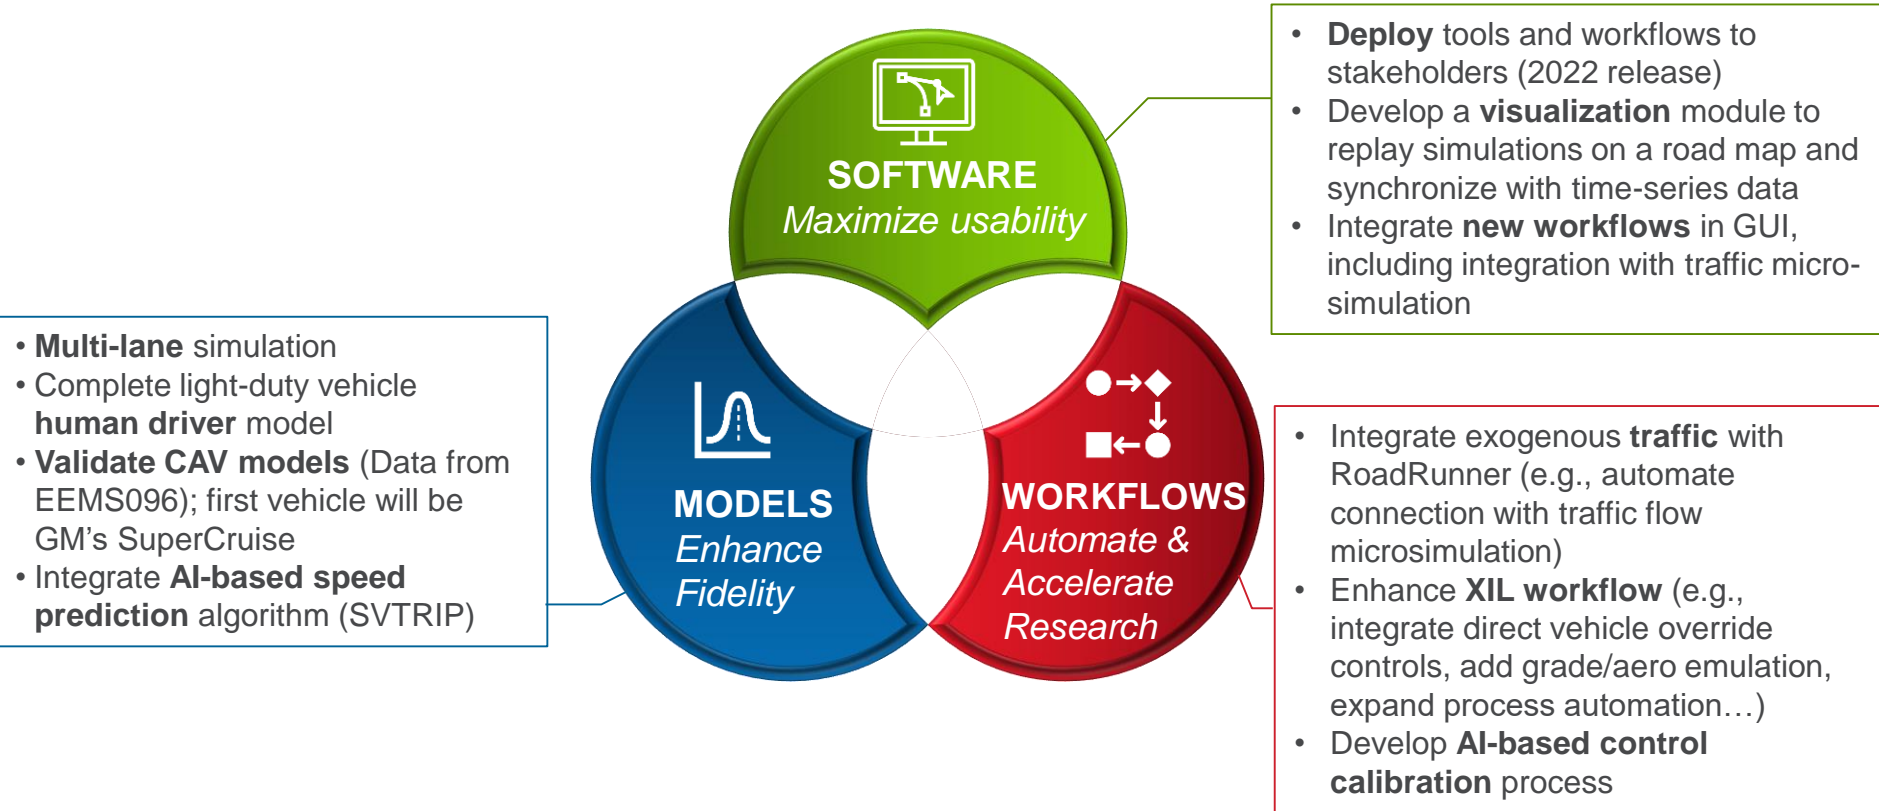 SOFTWARE
Maximize usability
• Deploy tools and workflows to
stakeholders (2022 release)
• Develop a visualization module to
replay simulations on a road map and
synchronize with time-series data
• Integrate new workflows in GUI,
including integration with traffic micro-
simulation
• Multi-lane simulation
• Complete light-duty vehicle
human driver model
• Validate CAV models (Data from
EEMS096); first vehicle will be
GM’s SuperCruise
• Integrate AI-based speed
prediction algorithm (SVTRIP)
MODELS
Enhance
Fidelity
WORKFLOWS
Automate &
Accelerate
Research
• Integrate exogenous traffic with
RoadRunner (e.g., automate
connection with traffic flow
microsimulation)
• Enhance XIL workflow (e.g.,
integrate direct vehicle override
controls, add grade/aero emulation,
expand process automation…)
• Develop AI-based control
calibration process